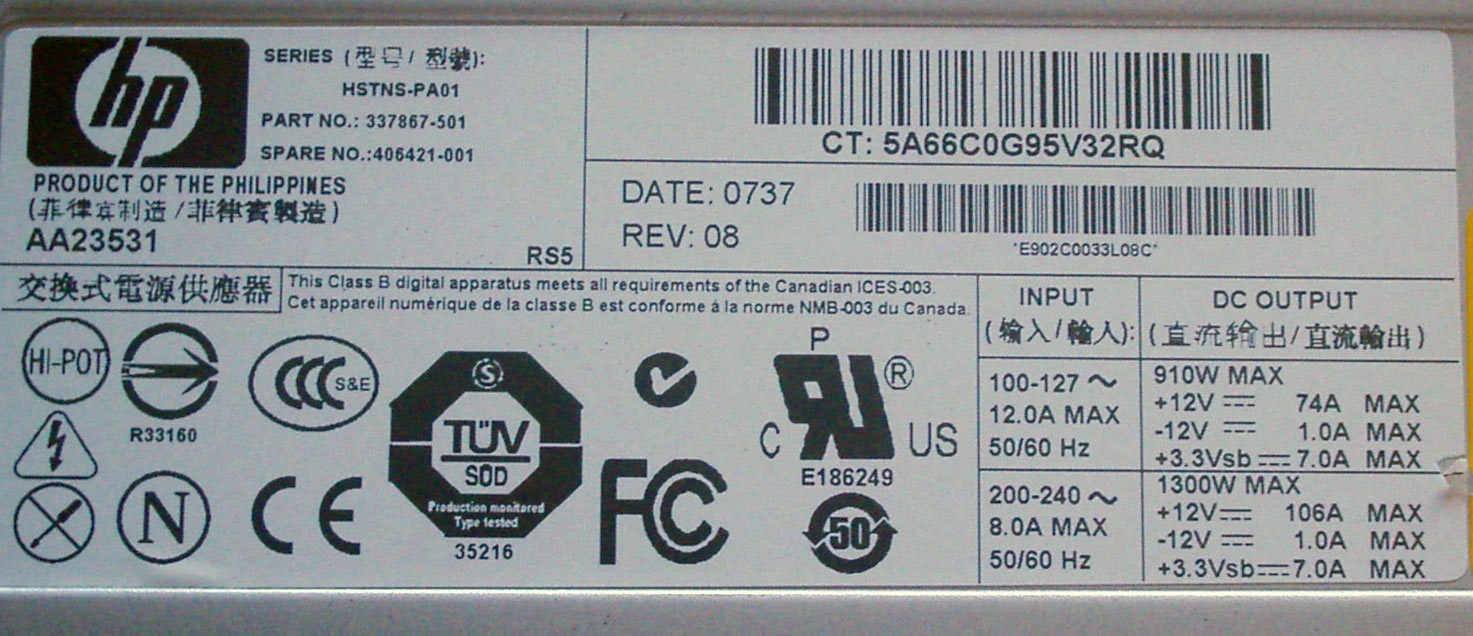 hp
SERIES (型号/ 型號):
HSTNS-PA01
PART NO.: 337867-501
SPARE NO.:406421-001
PRODUCT OF THE PHILIPPINES
(菲律宾制造/菲律賓製造)
AA23531
RS5
CT: 5A66C0G95V32RQ
DATE: 0737
REV: 08
*E902C0033L08C*
交換式電源供應器
This Class B digital apparatus meets all requirements of the Canadian ICES-003.
Cet appareil numérique de la classe B est conforme à la norme NMB-003 du Canada.
HI-POT
R33160
N
CCC S&E
CE
S
TÜV
SÜD
Production monitored
Type tested
35216
FC
P
C RU ® US
E186249
50
INPUT
(输入/輸入):
100-127 ~
12.0A MAX
50/60 Hz
200-240 ~
8.0A MAX
50/60 Hz
DC OUTPUT
(直流输出/直流輸出)
910W MAX
+12V ⎓ 74A MAX
-12V ⎓ 1.0A MAX
+3.3Vsb ⎓ 7.0A MAX
1300W MAX
+12V ⎓ 106A MAX
-12V ⎓ 1.0A MAX
+3.3Vsb ⎓ 7.0A MAX